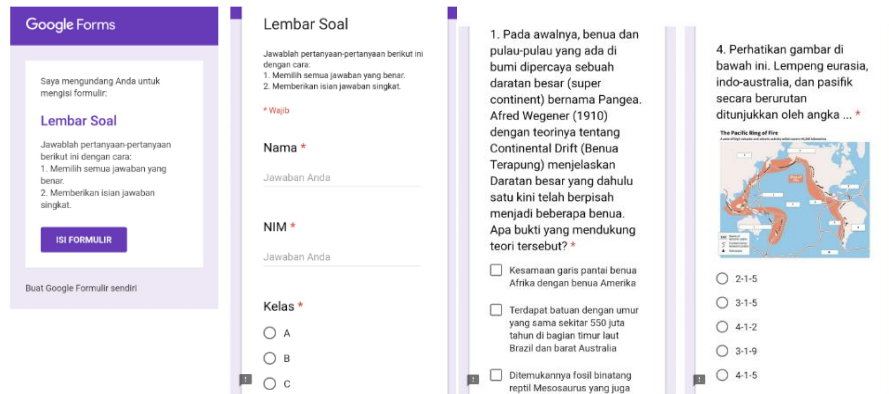 Google Forms
Saya mengundang Anda untuk
mengisi formulir:
Lembar Soal
Jawablah pertanyaan-pertanyaan
berikut ini dengan cara:
1. Memilih semua jawaban yang
benar.
2. Memberikan isian jawaban
singkat.
ISI FORMULIR
Buat Google Formulir sendiri
Lembar Soal
Jawablah pertanyaan-pertanyaan berikut ini
dengan cara:
1. Memilih semua jawaban yang benar.
2. Memberikan isian jawaban singkat.
* Wajib
Nama *
Jawaban Anda
NIM *
Jawaban Anda
Kelas *
A
B
C
1. Pada awalnya, benua dan
pulau-pulau yang ada di
bumi dipercaya sebuah
daratan besar (super
continent) bernama Pangea.
Afred Wegener (1910)
dengan teorinya tentang
Continental Drift (Benua
Terapung) menjelaskan
Daratan besar yang dahulu
satu kini telah berpisah
menjadi beberapa benua.
Apa bukti yang mendukung
teori tersebut? *
Kesamaan garis pantai benua
Afrika dengan benua Amerika
Terdapat batuan dengan umur
yang sama sekitar 550 juta
tahun di bagian timur laut
Brazil dan barat Australia
Ditemukannya fosil binatang
reptil Mesosaurus yang juga
4. Perhatikan gambar di
bawah ini. Lempeng eurasia,
indo-australia, dan pasifik
secara berurutan
ditunjukkan oleh angka ... *
The Pacific Ring of Fire
2-1-5
3-1-5
4-1-2
3-1-9
4-1-5